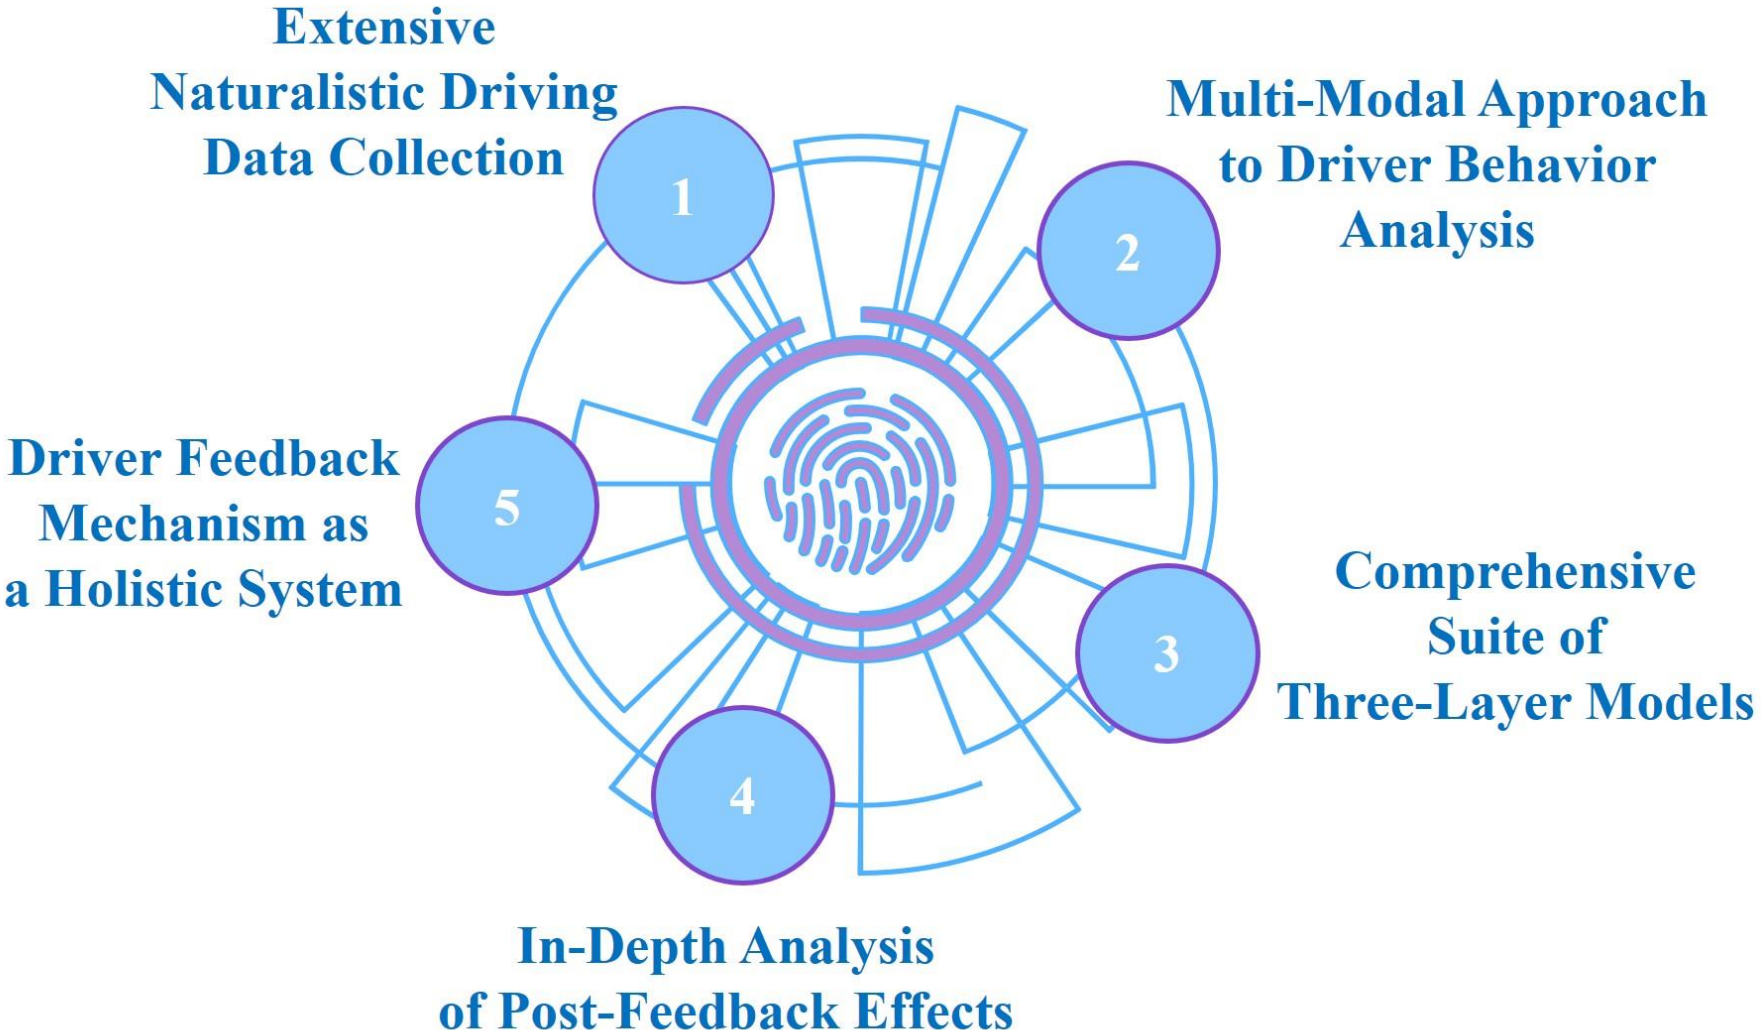 Extensive
Naturalistic Driving
Data Collection
1
Multi-Modal Approach
to Driver Behavior
Analysis
2
Comprehensive
Suite of
Three-Layer Models
3
In-Depth Analysis
of Post-Feedback Effects
4
Driver Feedback
Mechanism as
a Holistic System
5